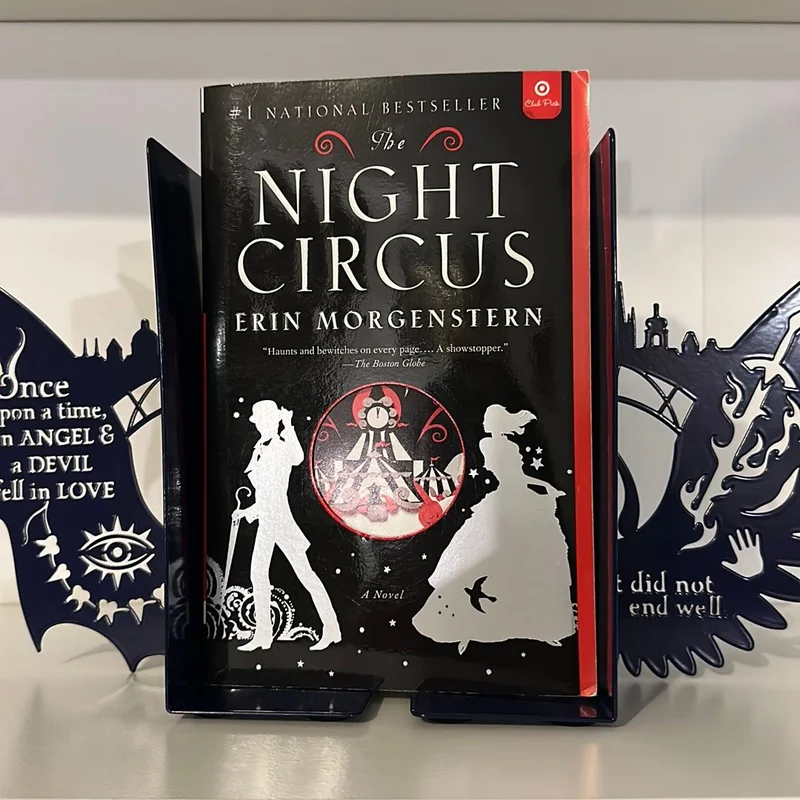 #1 NATIONAL BESTSELLER
Club Pick
The
NIGHT
CIRCUS
ERIN MORGENSTERN
“Haunts and bewitches on every page.... A showstopper.”
—The Boston Globe
A Novel
Once
upon a time,
an ANGEL &
a DEVIL
fell in LOVE
it did not
end well.